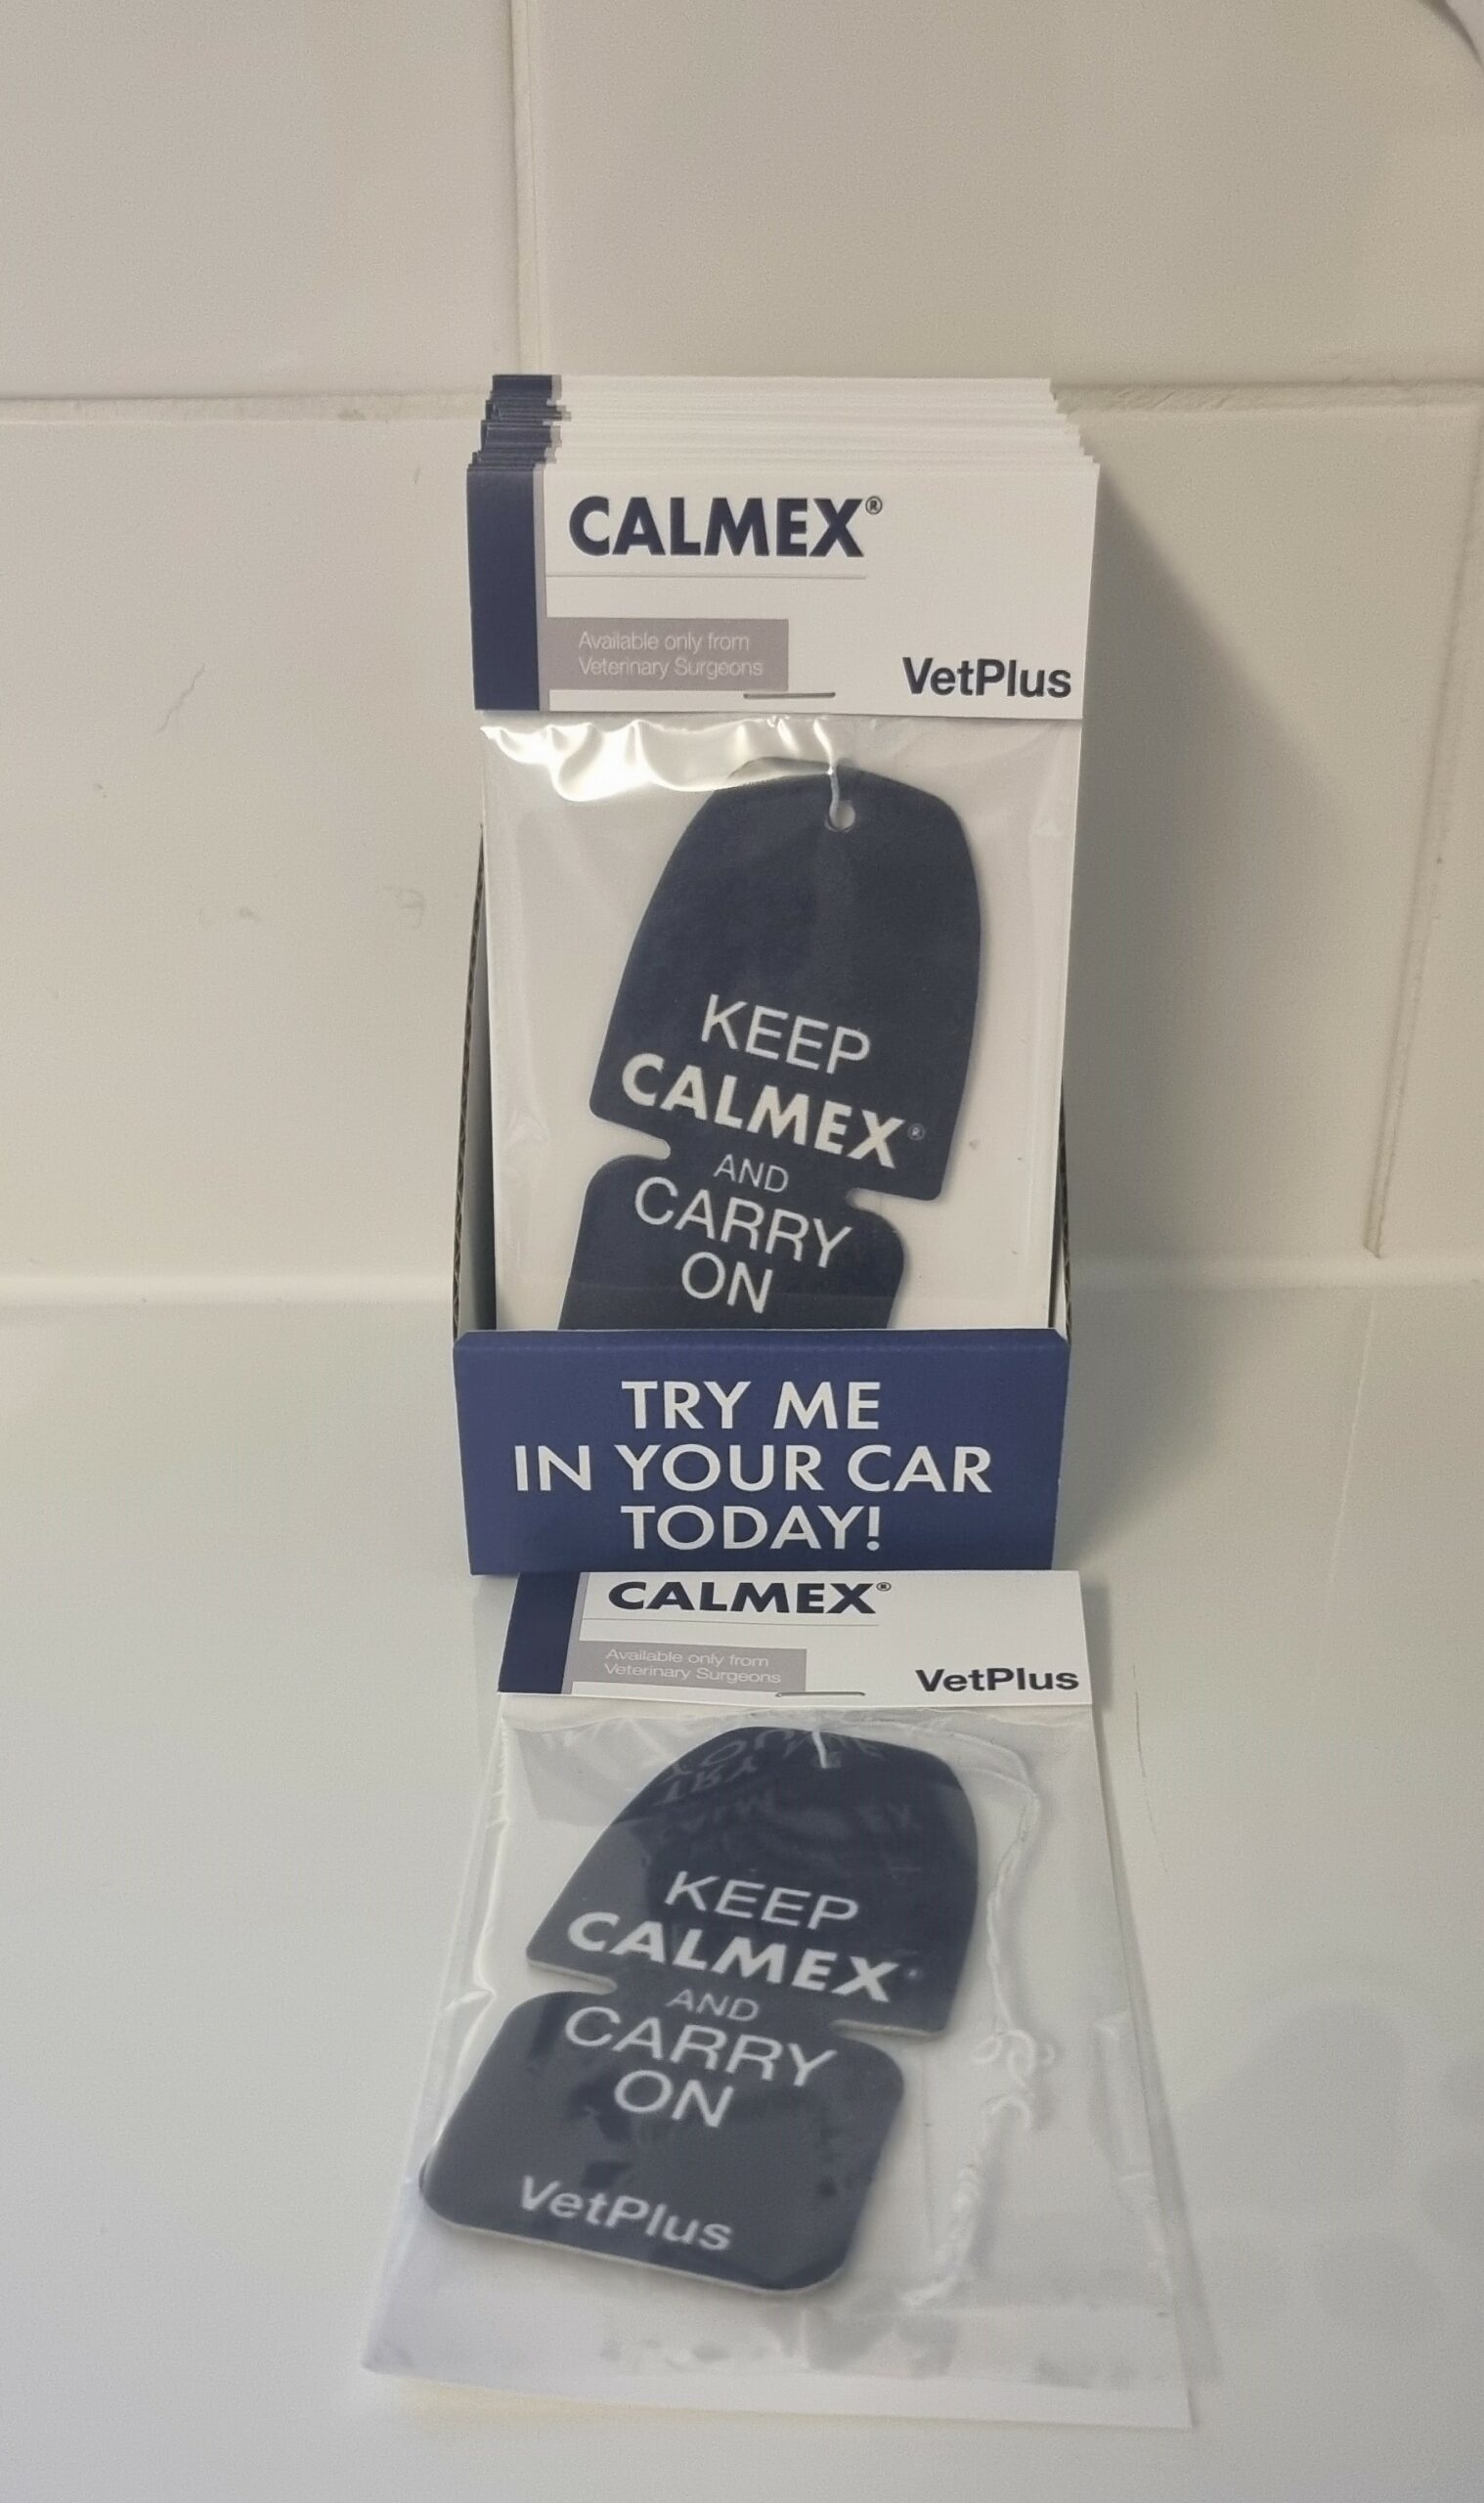 CALMEX®
Available only from
Veterinary Surgeons
VetPlus
KEEP
CALMEX®
AND
CARRY
ON
TRY ME
IN YOUR CAR
TODAY!
CALMEX®
Available only from
Veterinary Surgeons
VetPlus
KEEP
CALMEX®
AND
CARRY
ON
VetPlus